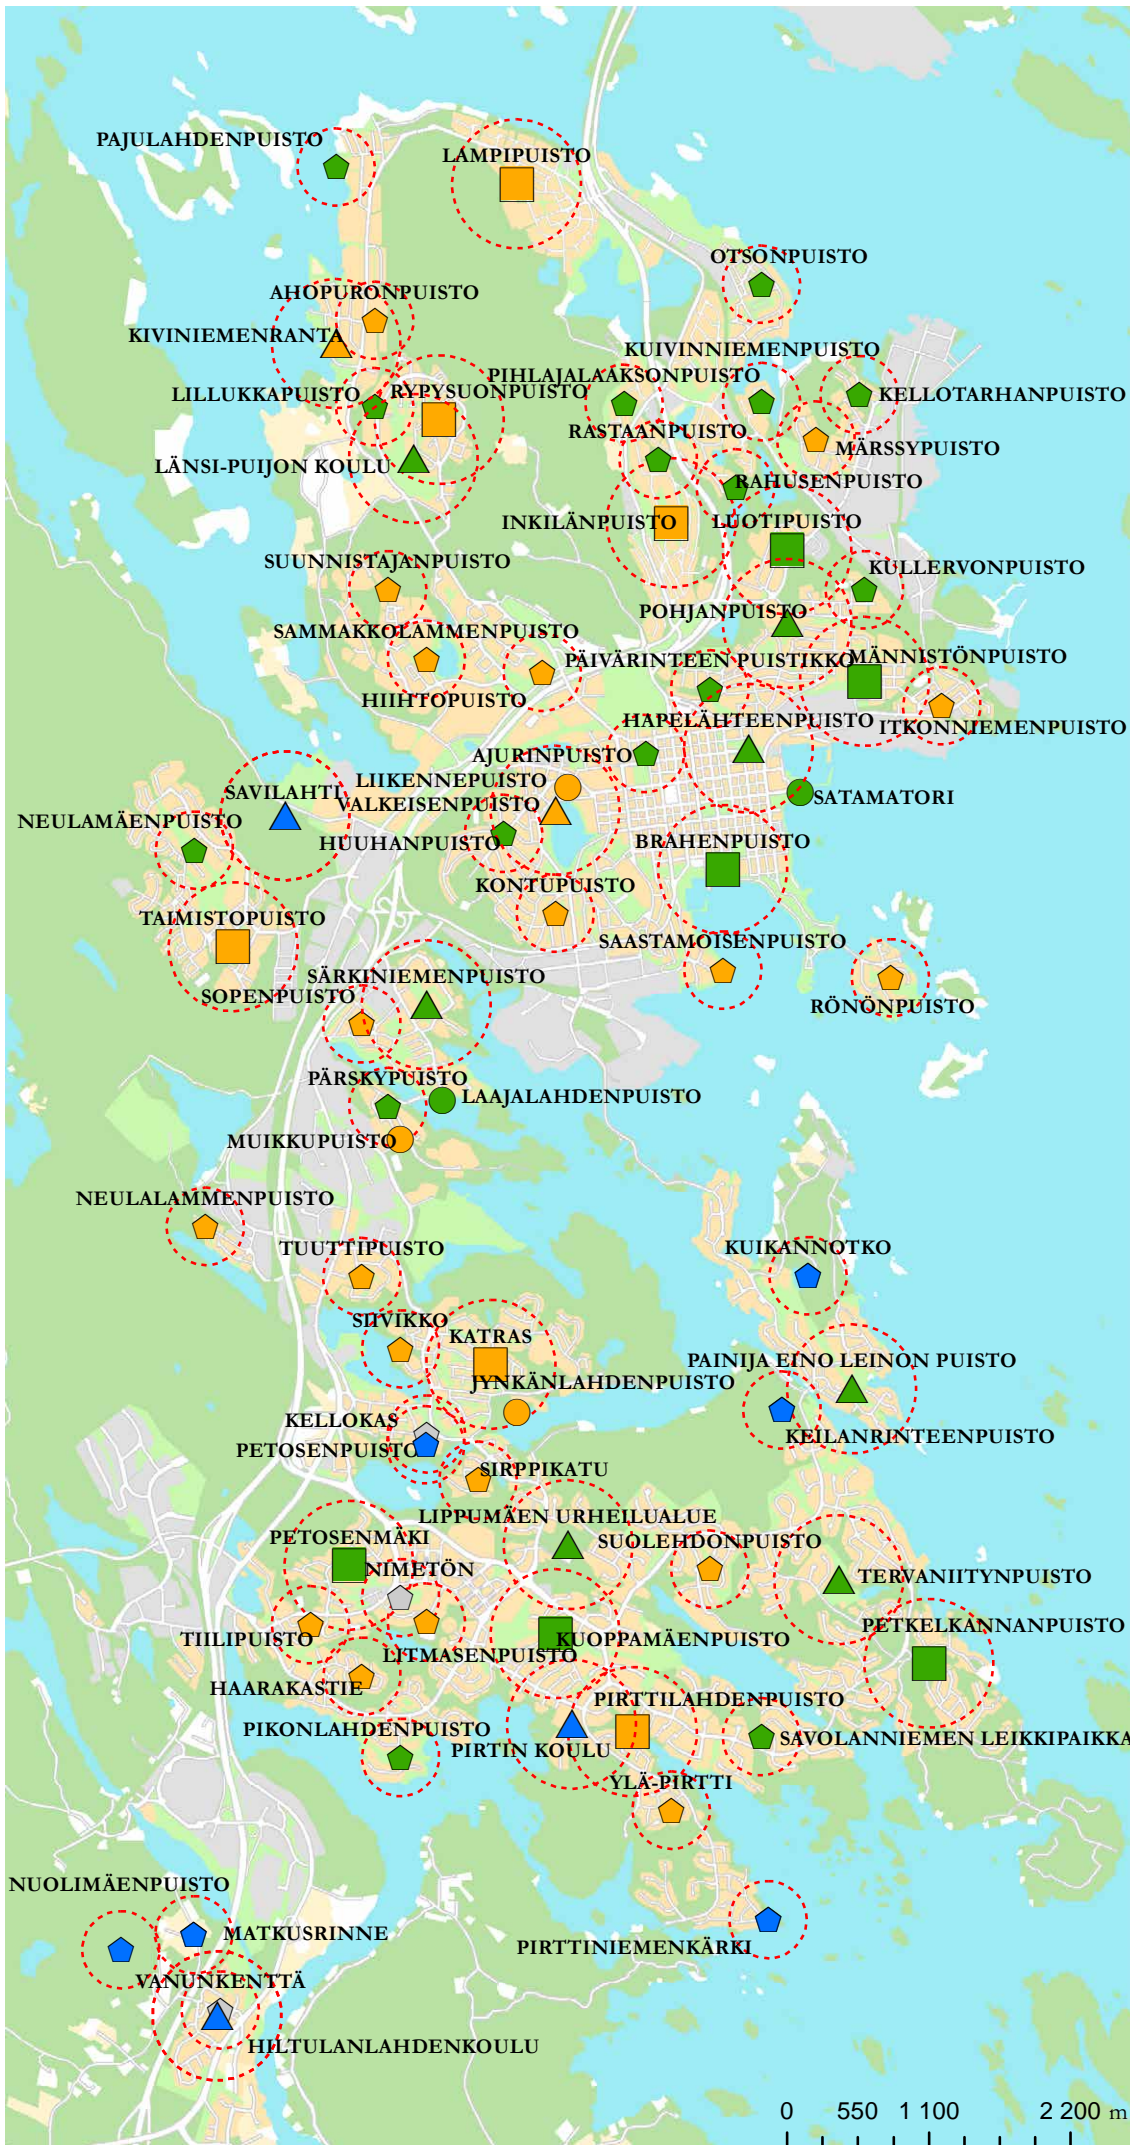 PAJULAHDENPUISTO
LAMPIPUISTO
OTSONPUISTO
AHOPURONPUISTO
KIVINIEMENRANTA
KUIVINNIEMENPUISTO
PIHLAJALAAKSONPUISTO
LILLUKKAPUISTO
RYPYSUONPUISTO
KELLOTARHANPUISTO
RASTAANPUISTO
MÄRSSYPUISTO
LÄNSI-PUIJON KOULU
RAHUSENPUISTO
INKILÄNPUISTO
LUOTIPUISTO
SUUNNISTAJANPUISTO
KULLERVONPUISTO
POHJANPUISTO
SAMMAKKOLAMMENPUISTO
PÄIVÄRINTEEN PUISTIKKO
MÄNNISTÖNPUISTO
HIIHTOPUISTO
HAPELÄHTEENPUISTO
ITKONNIEMENPUISTO
AJURINPUISTO
LIIKENNEPUISTO
SAVILAHTI
VALKEISENPUISTO
SATAMATORI
NEULAMÄENPUISTO
HUUHANPUISTO
BRAHENPUISTO
KONTUPUISTO
TAIMISTOPUISTO
SAASTAMOISENPUISTO
SÄRKINIEMENPUISTO
SOPENPUISTO
RÖNÖNPUISTO
PÄRSKYPUISTO
LAAJALAHDENPUISTO
MUIKKUPUISTO
NEULALAMMENPUISTO
TUUTTIPUISTO
KUIKANNOTKO
SIIVIKKO
KATRAS
PAINIJA EINO LEINON PUISTO
JYNKÄNLAHDENPUISTO
KELLOKAS
KEILANRINTEENPUISTO
PETOSENPUISTO
SIRPPIKATU
LIPPUMÄEN URHEILUALUE
PETOSENMÄKI
SUOLEHDONPUISTO
NIMETÖN
TERVANIITYNPUISTO
PETKELKANNANPUISTO
TIILIPUISTO
KUOPPAMÄENPUISTO
LITMASENPUISTO
HAARAKASTIE
PIRTTILAHDENPUISTO
PIKONLAHDENPUISTO
SAVOLANNIEMEN LEIKKIPAIKKA
PIRTIN KOULU
YLÄ-PIRTTI
NUOLIMÄENPUISTO
MATKUSRINNE
PIRTTINIEMENKÄRKI
VANUNKENTTÄ
HILTULANLAHDENKOULU
0 550 1 100 2 200 m